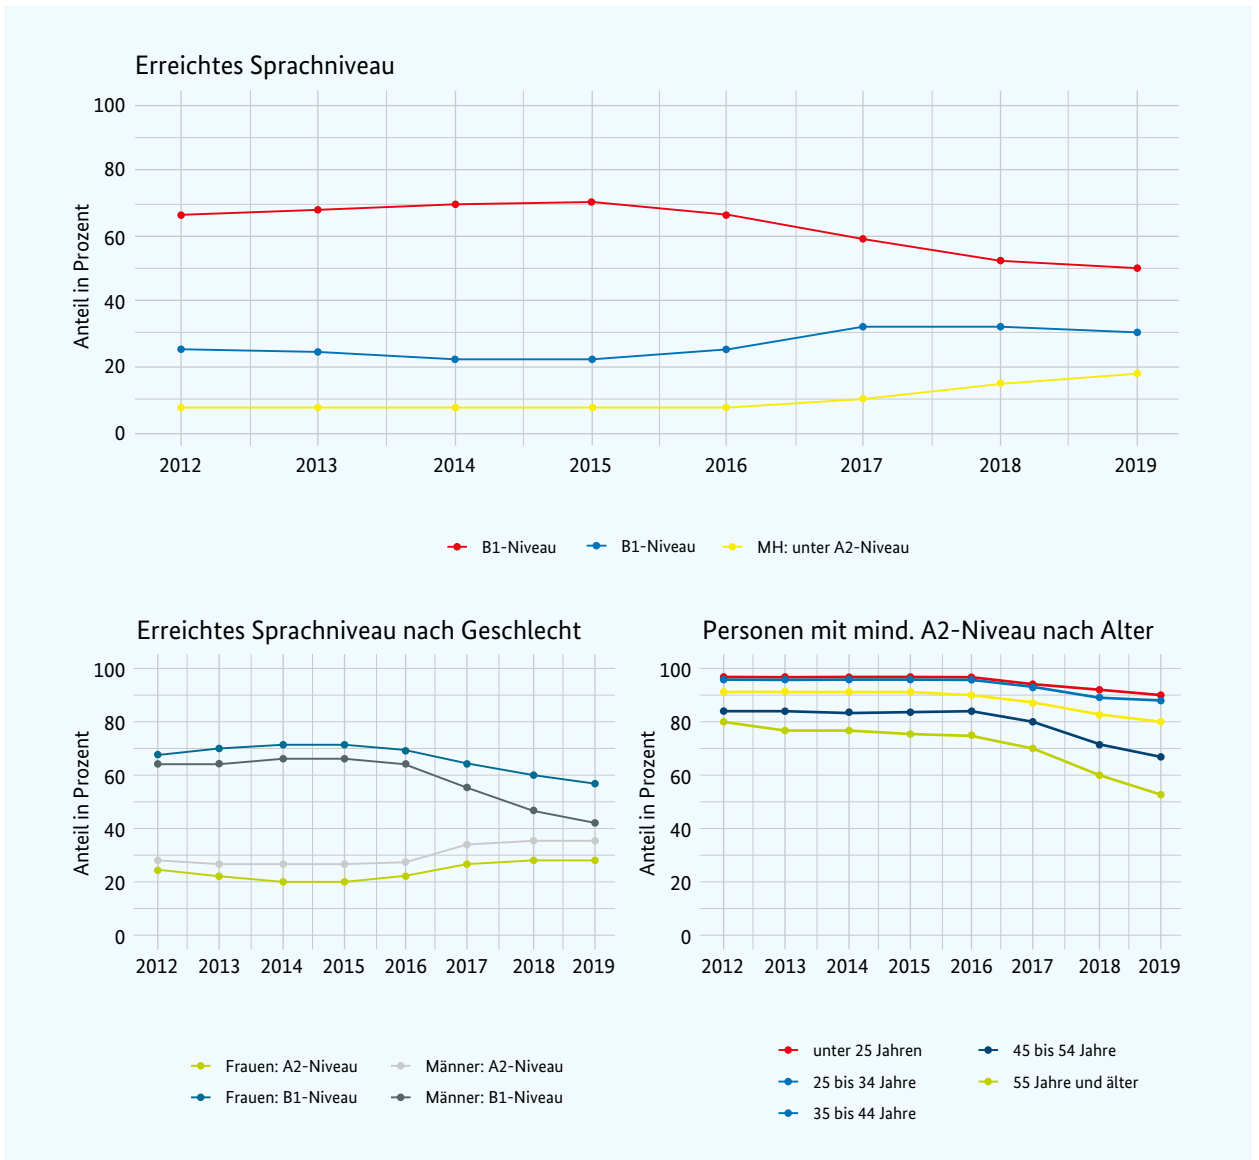 Erreichtes Sprachniveau
Anteil in Prozent
100
80
60
40
20
0
2012 2013 2014 2015 2016 2017 2018 2019
B1-Niveau B1-Niveau MH: unter A2-Niveau
Erreichtes Sprachniveau nach Geschlecht
Anteil in Prozent
100
80
60
40
20
0
2012 2013 2014 2015 2016 2017 2018 2019
Frauen: A2-Niveau Männer: A2-Niveau
Frauen: B1-Niveau Männer: B1-Niveau
Personen mit mind. A2-Niveau nach Alter
Anteil in Prozent
100
80
60
40
20
0
2012 2013 2014 2015 2016 2017 2018 2019
unter 25 Jahren 45 bis 54 Jahre
25 bis 34 Jahre 55 Jahre und älter
35 bis 44 Jahre